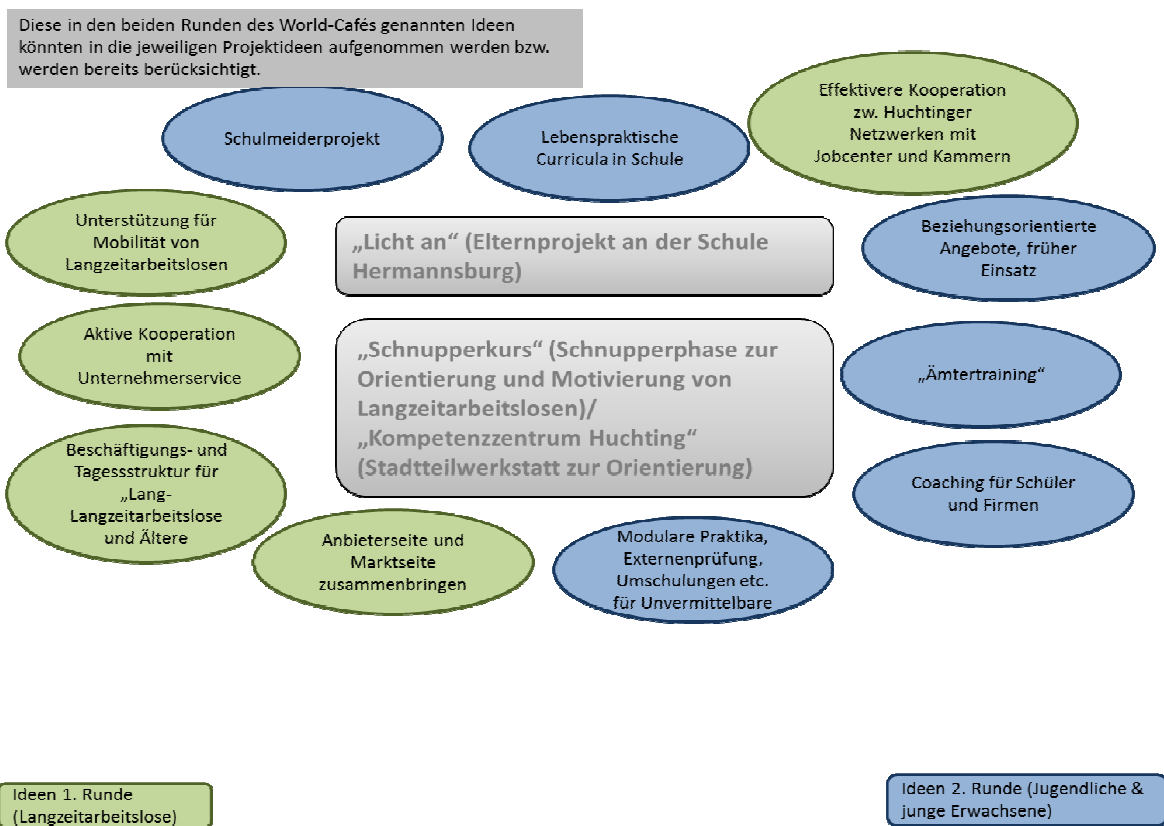 Diese in den beiden Runden des World-Cafés genannten Ideen
könnten in die jeweiligen Projektideen aufgenommen werden bzw.
werden bereits berücksichtigt.
Schulmeiderprojekt
Lebenspraktische
Curricula in Schule
Effektivere Kooperation
zw. Huchtinger
Netzwerken mit
Jobcenter und Kammern
Unterstützung für
Mobilität von
Langzeitarbeitslosen
„Licht an“ (Elternprojekt an der Schule
Hermannsburg)
Beziehungsorientierte
Angebote, früher
Einsatz
Aktive Kooperation
mit
Unternehmerservice
„Schnupperkurs“ (Schnupperphase zur
Orientierung und Motivierung von
Langzeitarbeitslosen)/
„Kompetenzzentrum Huchting“
(Stadtteilwerkstatt zur Orientierung)
„Ämtertraining“
Beschäftigungs- und
Tagessstruktur für
„Lang-
Langzeitarbeitslose
und Ältere
Coaching für Schüler
und Firmen
Anbieterseite und
Marktseite
zusammenbringen
Modulare Praktika,
Externenprüfung,
Umschulungen etc.
für Unvermittelbare
Ideen 1. Runde
(Langzeitarbeitslose)
Ideen 2. Runde (Jugendliche &
junge Erwachsene)